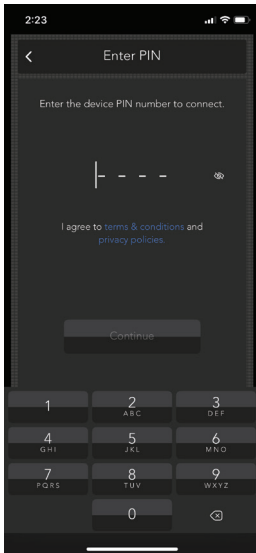 2:23
Enter PIN
Enter the device PIN number to connect.
- - - -
I agree to terms & conditions and
privacy policies
Continue
1
2
ABC
3
DEF
4
GHI
5
JKL
6
MNO
7
PQRS
8
TUV
9
WXYZ
0